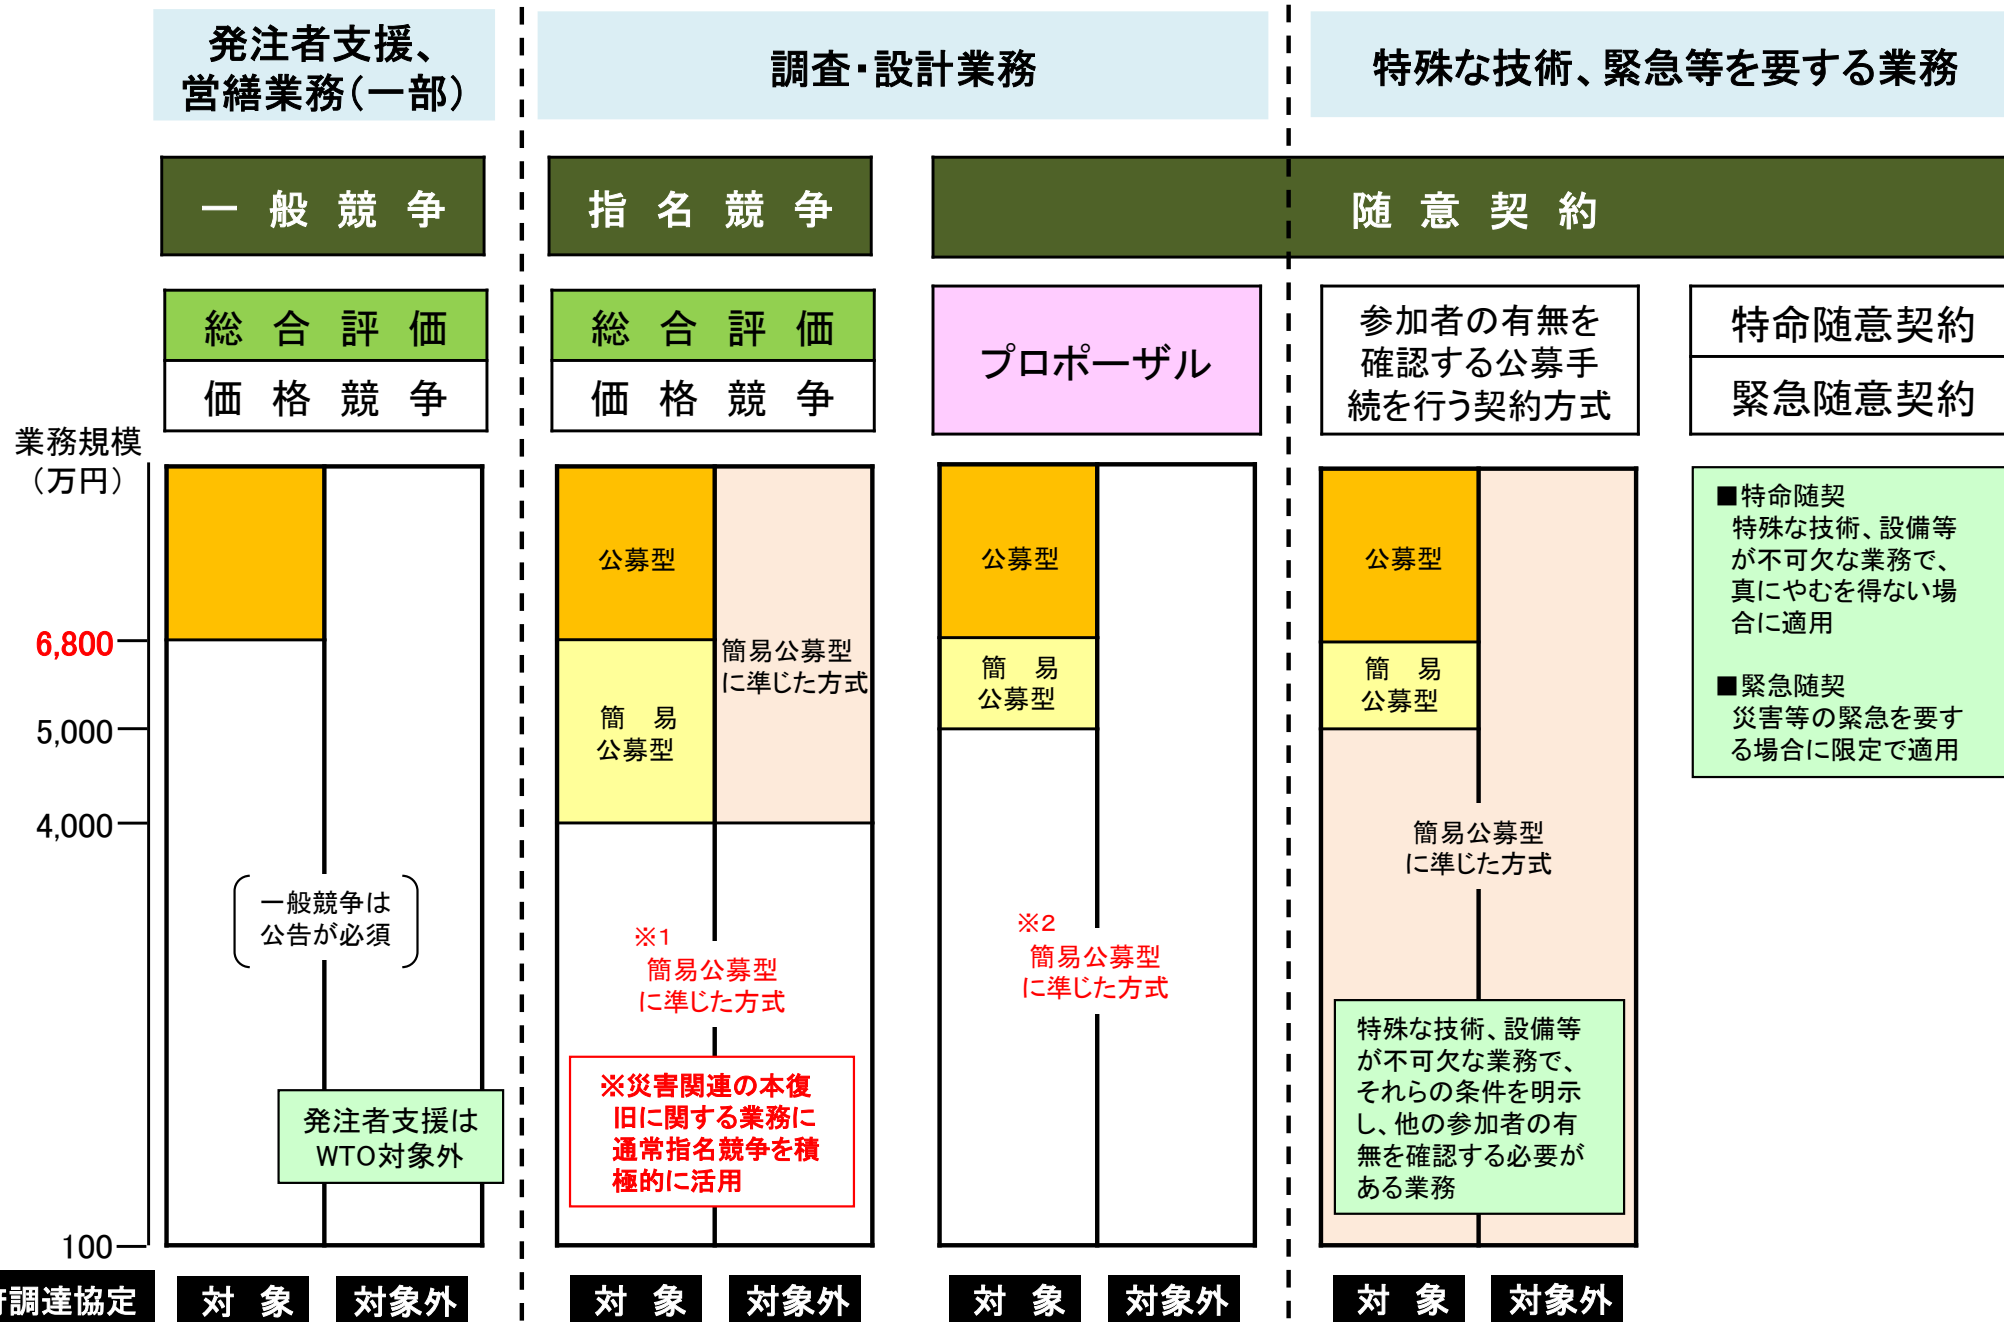 発注者支援、
営繕業務（一部）
調査・設計業務
特殊な技術、緊急等を要する業務
一般競争
指名競争
随意契約
総合評価
価格競争
総合評価
価格競争
プロポーザル
参加者の有無を
確認する公募手
続を行う契約方式
特命随意契約
緊急随意契約
業務規模
（万円）
6,800
5,000
4,000
100
一般競争は
公告が必須
発注者支援は
WTO対象外
公募型
簡易
公募型
簡易公募型
に準じた方式
※1
簡易公募型
に準じた方式
※災害関連の本復
旧に関する業務に
通常指名競争を積
極的に活用
公募型
簡易
公募型
※2
簡易公募型
に準じた方式
公募型
簡易
公募型
簡易公募型
に準じた方式
特殊な技術、設備等
が不可欠な業務で、
それらの条件を明示
し、他の参加者の有
無を確認する必要が
ある業務
■特命随契
特殊な技術、設備等
が不可欠な業務で、
真にやむを得ない場
合に適用
■緊急随契
災害等の緊急を要す
る場合に限定で適用
調達協定
対象
対象外
対象
対象外
対象
対象外
対象
対象外